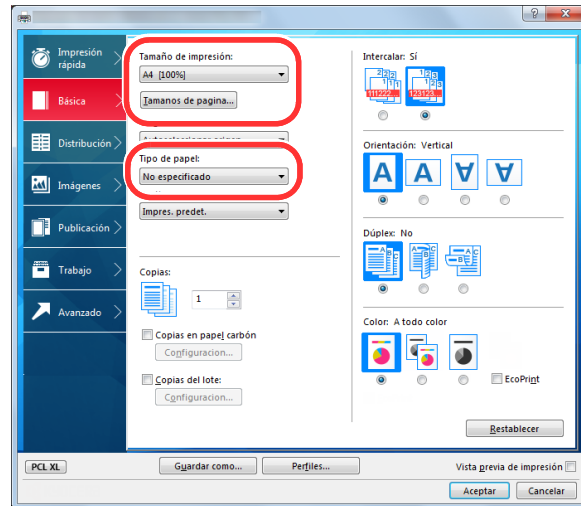 Impresión
rápida
Básica
Distribución
Imágenes
Publicación
Trabajo
Avanzado
Tamaño de impresión:
A4 [100%]
Tamanos de pagina...
Tipo de papel:
No especificado
Impres. predet.
Copias:
1
Copias en papel carbón
Configuracion...
Copias del lote:
Configuracion...
Intercalar: Sí
111222...
123123...
Orientación: Vertical
A A A A
Dúplex: No
Color: A todo color
EcoPrint
Restablecer
PCL XL
Guardar como...
Perfiles...
Vista previa de impresión
Aceptar
Cancelar